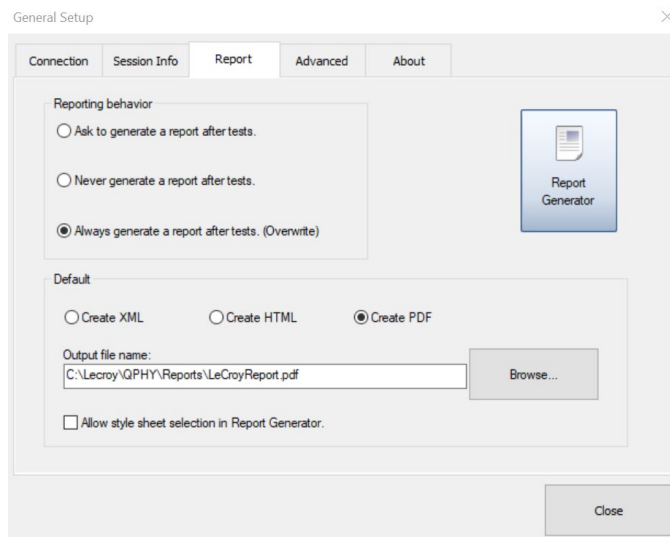 General Setup
Connection Session Info Report Advanced About
Reporting behavior
Ask to generate a report after tests.
Never generate a report after tests.
Always generate a report after tests. (Overwrite)
Report
Generator
Default
Create XML Create HTML Create PDF
Output file name:
C:\Lecroy\QPHY\Reports\LeCroyReport.pdf
Browse...
Allow style sheet selection in Report Generator.
Close